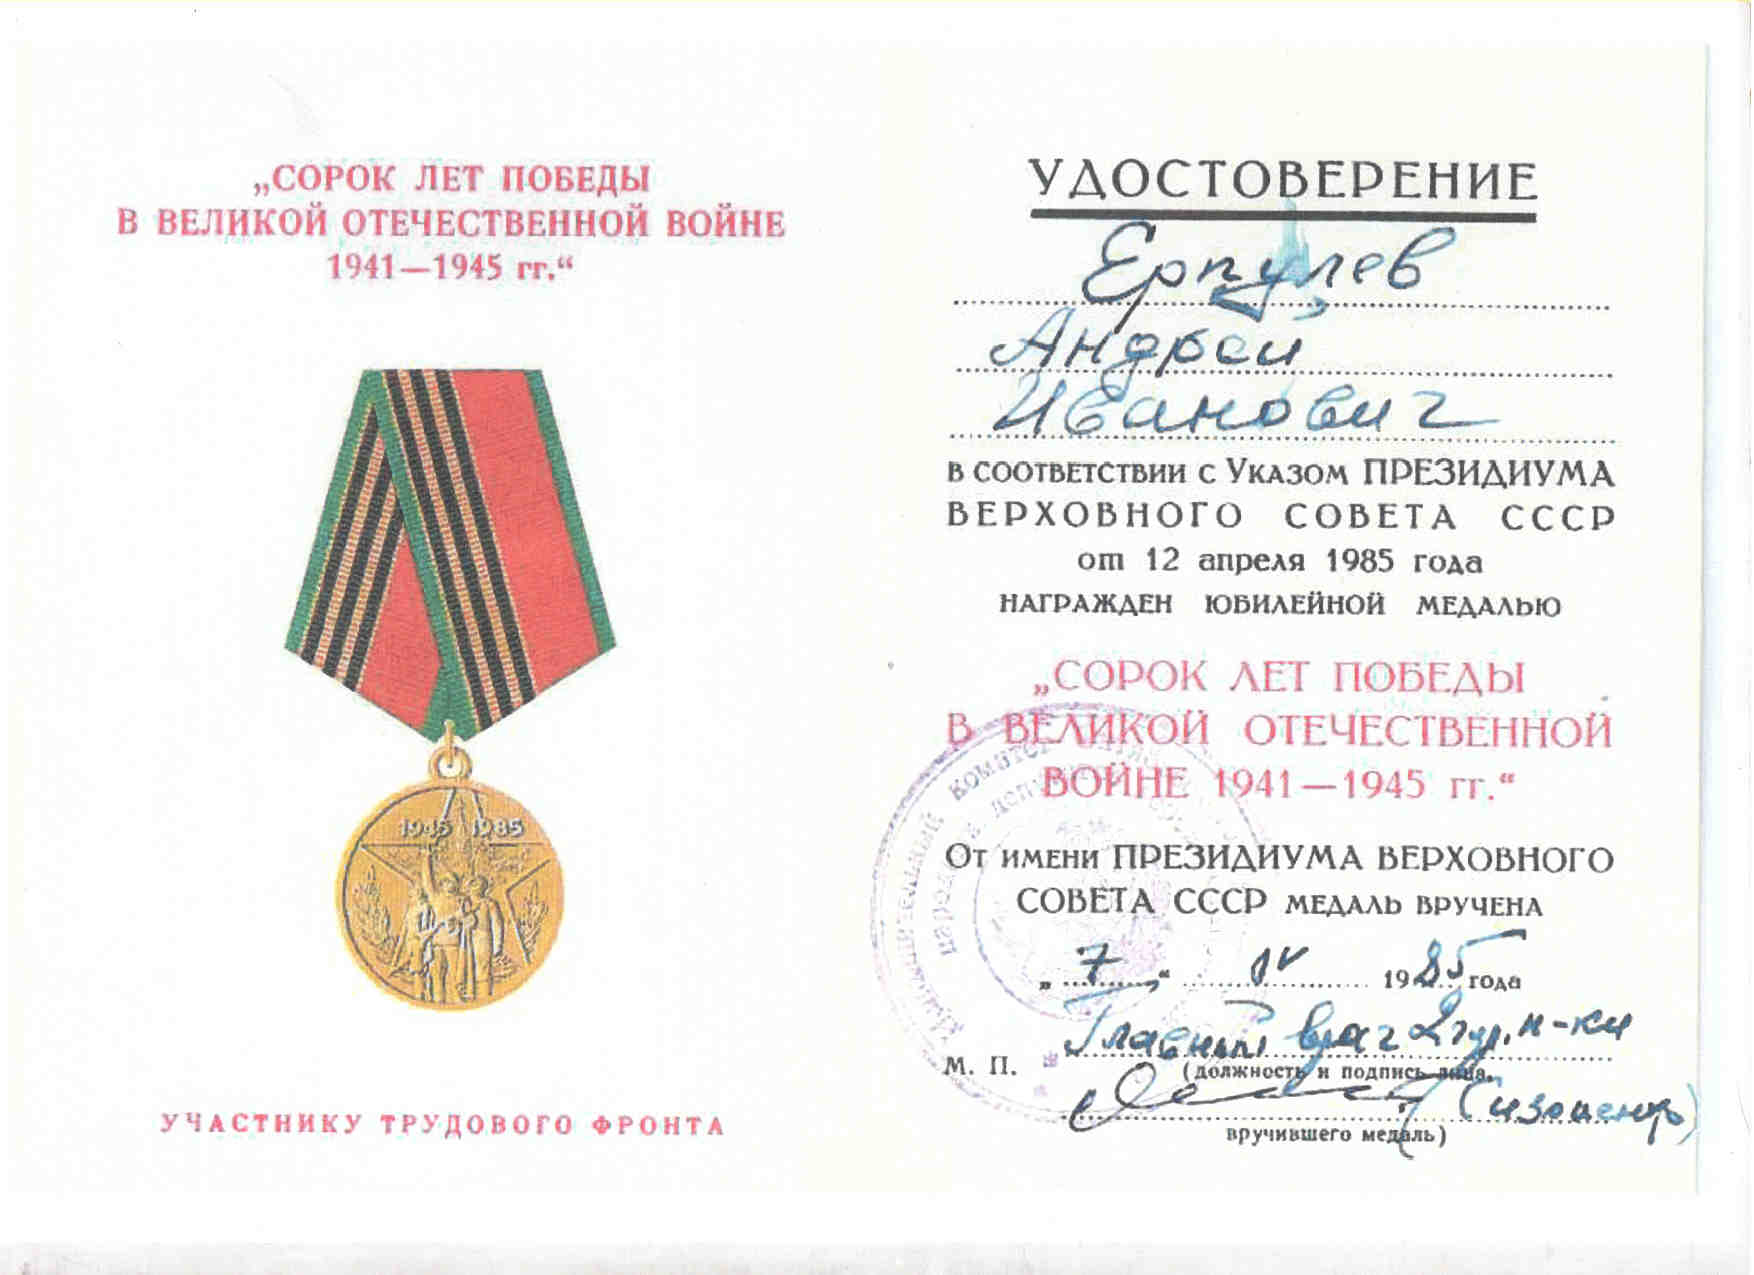 „СОРОК ЛЕТ ПОБЕДЫ
В ВЕЛИКОЙ ОТЕЧЕСТВЕННОЙ ВОЙНЕ
1941—1945 гг.“
1945 1985
УЧАСТНИКУ ТРУДОВОГО ФРОНТА
УДОСТОВЕРЕНИЕ
Ерпулев
Андрей
Иванович
В СООТВЕТСТВИИ С УКАЗОМ ПРЕЗИДИУМА
ВЕРХОВНОГО СОВЕТА СССР
от 12 апреля 1985 года
НАГРАЖДЕН ЮБИЛЕЙНОЙ МЕДАЛЬЮ
„СОРОК ЛЕТ ПОБЕДЫ
В ВЕЛИКОЙ ОТЕЧЕСТВЕННОЙ
ВОЙНЕ 1941—1945 гг.“
ОТ ИМЕНИ ПРЕЗИДИУМА ВЕРХОВНОГО
СОВЕТА СССР МЕДАЛЬ ВРУЧЕНА
„7“ IV 1985 года
Главный врач
М. П.
(должность и подпись лица,
вручившего медаль)